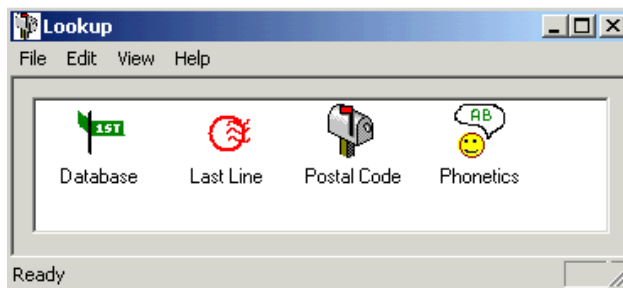 Lookup
File Edit View Help
1ST AB
Database Last Line Postal Code Phonetics
Ready